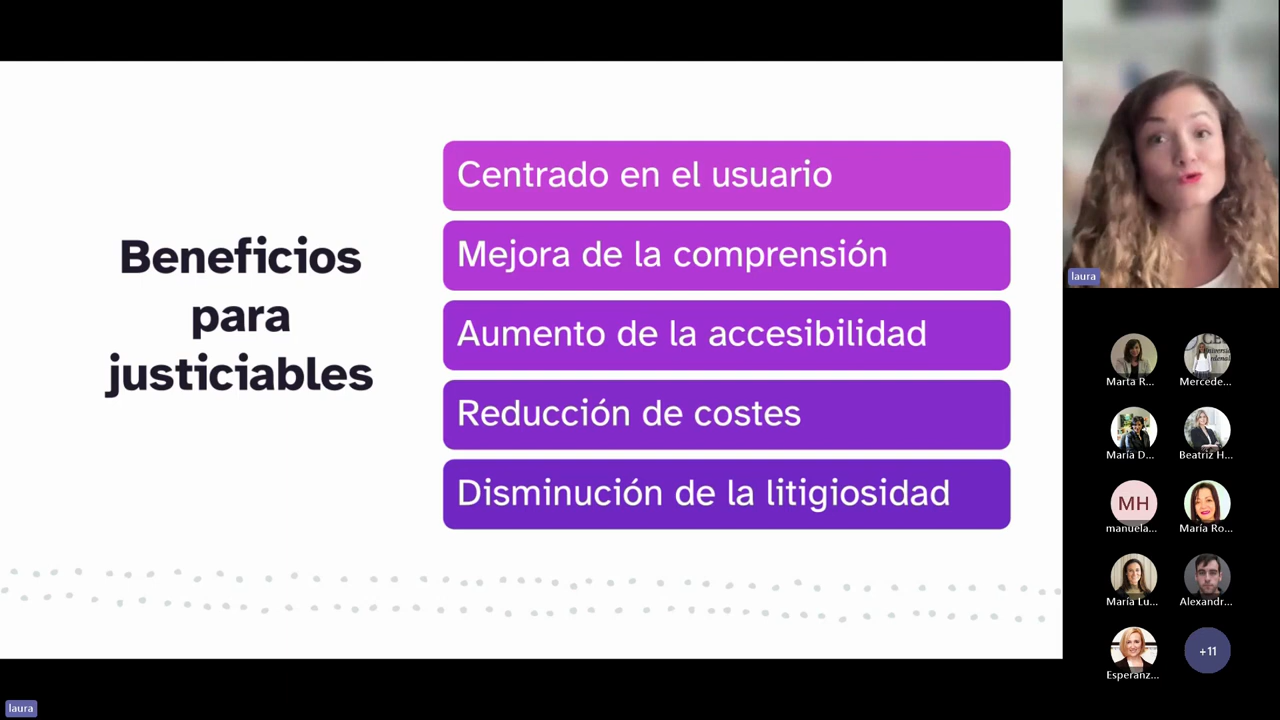 Beneficios
para
justiciables
Centrado en el usuario
Mejora de la comprensión
Aumento de la accesibilidad
Reducción de costes
Disminución de la litigiosidad
laura
Marta R...
Mercede...
María D...
Beatriz H...
MH
manuela...
María Ro...
María Lu...
Alexandr...
Esperanz...
+11
laura